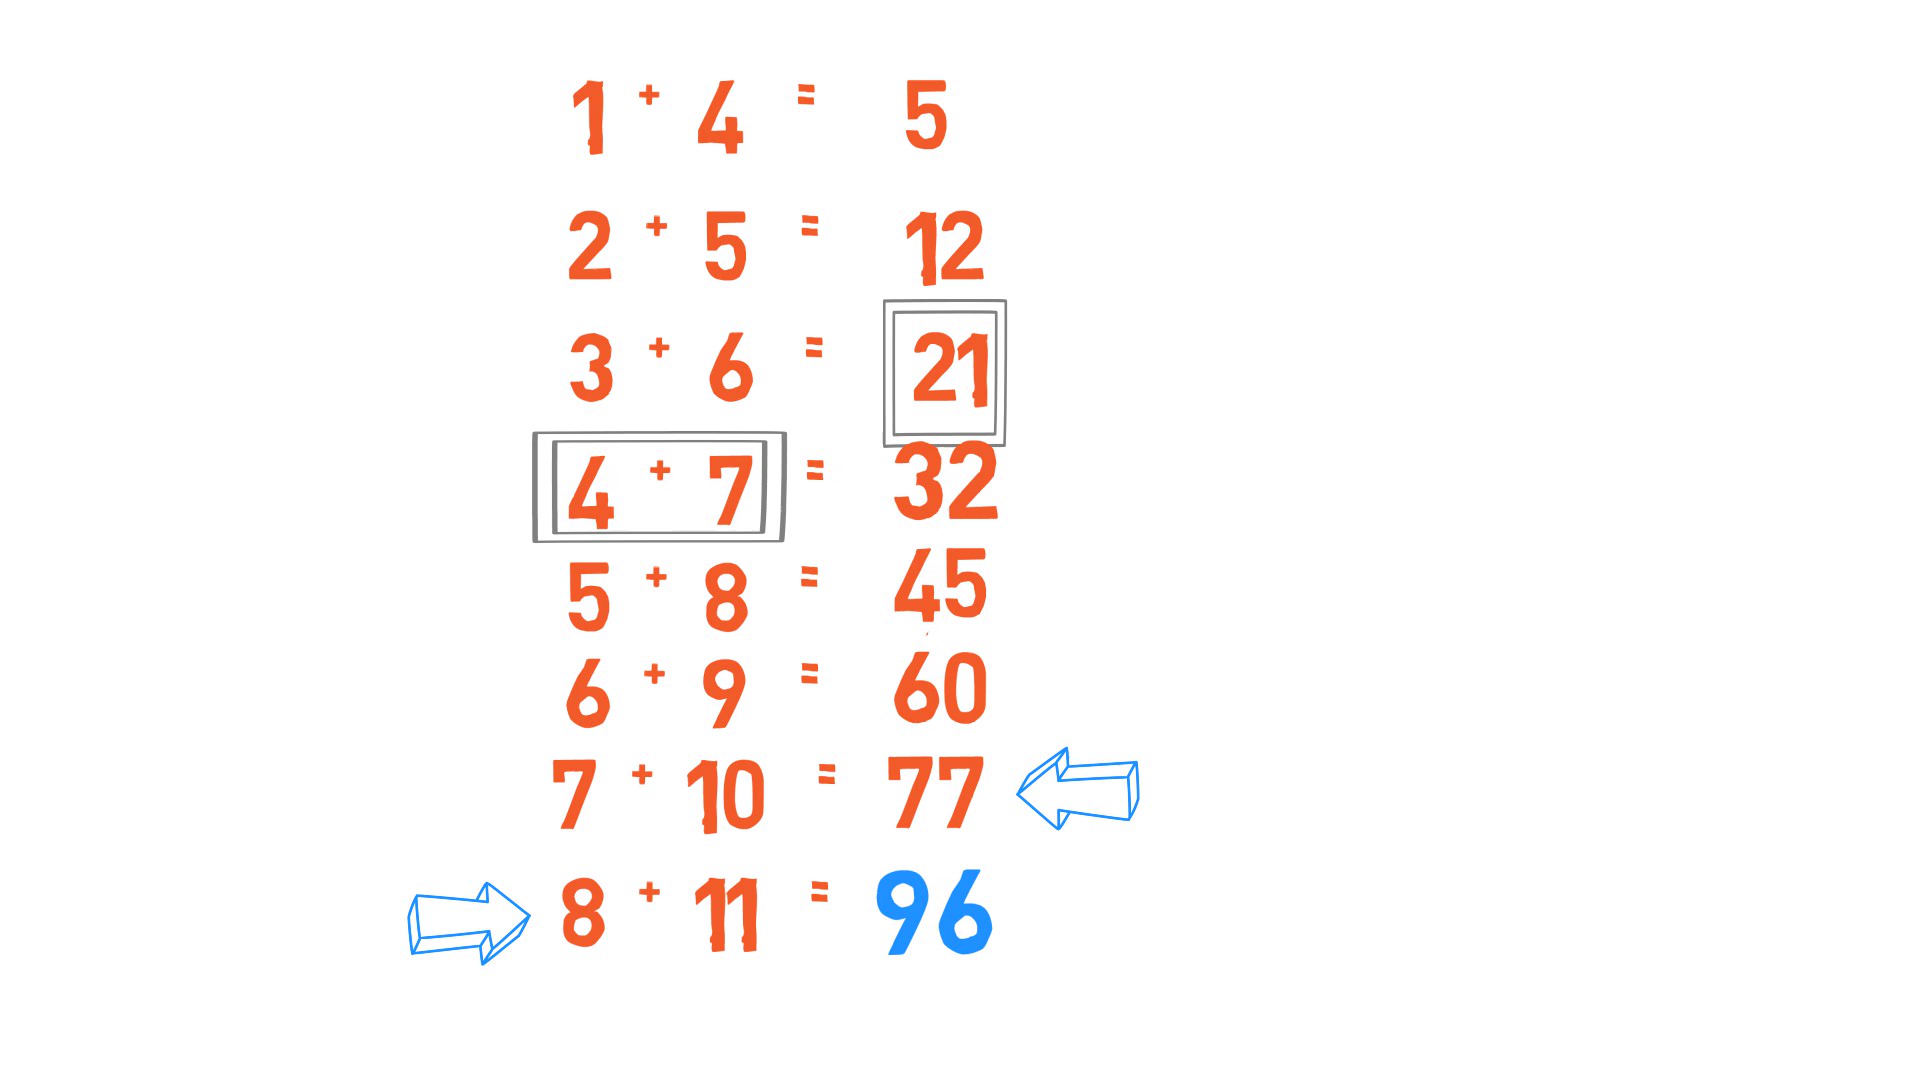 1 + 4 = 5
2 + 5 = 12
3 + 6 = 21
4 + 7 = 32
5 + 8 = 45
6 + 9 = 60
7 + 10 = 77
8 + 11 = 96